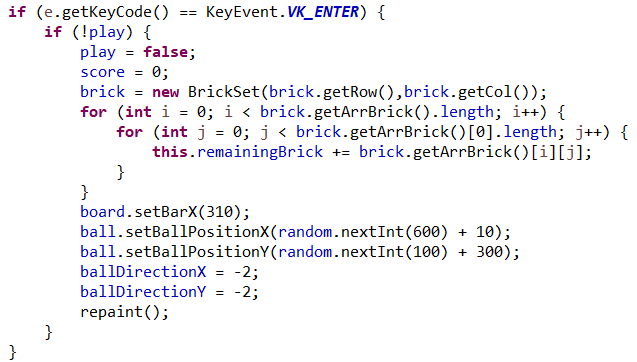 if (e.getKeyCode() == KeyEvent.VK_ENTER) {
    if (!play) {
        play = false;
        score = 0;
        brick = new BrickSet(brick.getRow(),brick.getCol());
        for (int i = 0; i < brick.getArrBrick().length; i++) {
            for (int j = 0; j < brick.getArrBrick()[0].length; j++) {
                this.remainingBrick += brick.getArrBrick()[i][j];
            }
        }
        board.setBarX(310);
        ball.setBallPositionX(random.nextInt(600) + 10);
        ball.setBallPositionY(random.nextInt(100) + 300);
        ballDirectionX = -2;
        ballDirectionY = -2;
        repaint();
    }
}